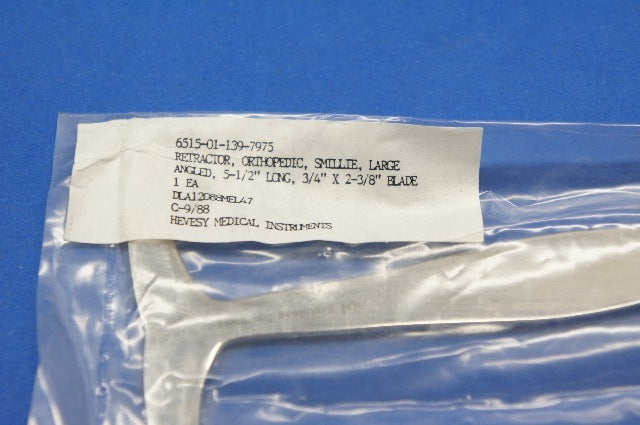 6515-01-139-7975
RETRACTOR, ORTHOPEDIC, SMILLIE, LARGE
ANGLED, 5-1/2" LONG, 3/4" X 2-3/8" BLADE
1 EA
DLA12088MELA7
C-9/88
HEVESY MEDICAL INSTRUMENTS